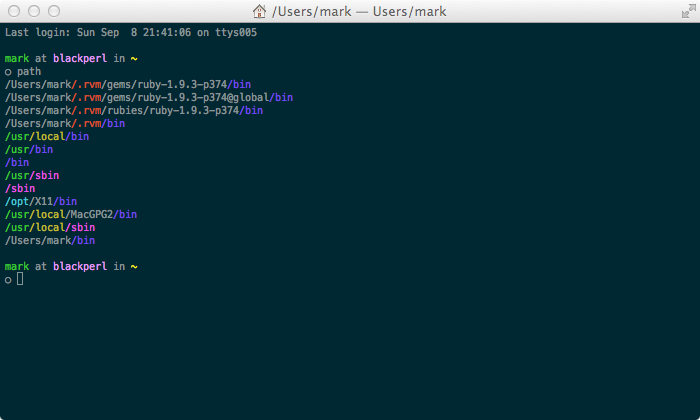 /Users/mark — Users/mark
Last login: Sun Sep  8 21:41:06 on ttys005
mark at blackperl in ~
○ path
/Users/mark/.rvm/gems/ruby-1.9.3-p374/bin
/Users/mark/.rvm/gems/ruby-1.9.3-p374@global/bin
/Users/mark/.rvm/rubies/ruby-1.9.3-p374/bin
/Users/mark/.rvm/bin
/usr/local/bin
/usr/bin
/bin
/usr/sbin
/sbin
/opt/X11/bin
/usr/local/MacGPG2/bin
/usr/local/sbin
/Users/mark/bin
mark at blackperl in ~
○